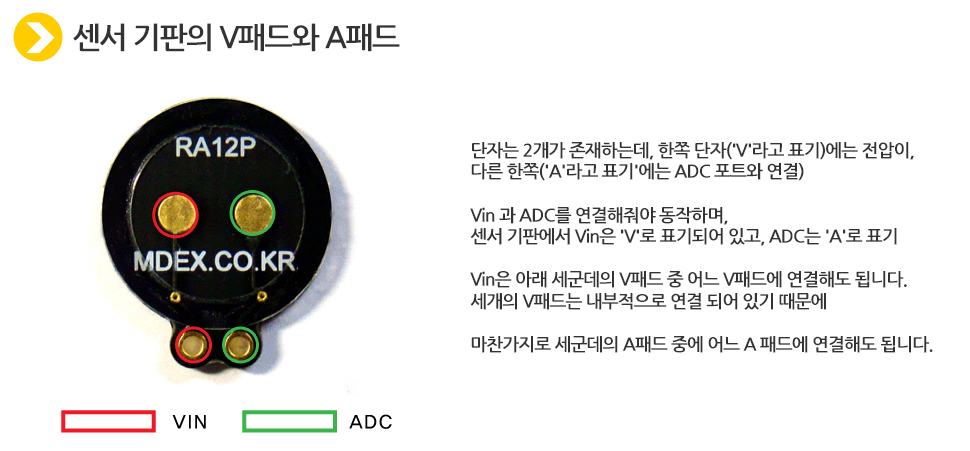 센서 기판의 V패드와 A패드
RA12P
MDEX.CO.KR
VIN
ADC
단자는 2개가 존재하는데, 한쪽 단자('V'라고 표기)에는 전압이,
다른 한쪽('A'라고 표기'에는 ADC 포트와 연결)
Vin 과 ADC를 연결해줘야 동작하며,
센서 기판에서 Vin은 'V'로 표기되어 있고, ADC는 'A'로 표기
Vin은 아래 세군데의 V패드 중 어느 V패드에 연결해도 됩니다.
세개의 V패드는 내부적으로 연결 되어 있기 때문에
마찬가지로 세군데의 A패드 중에 어느 A 패드에 연결해도 됩니다.